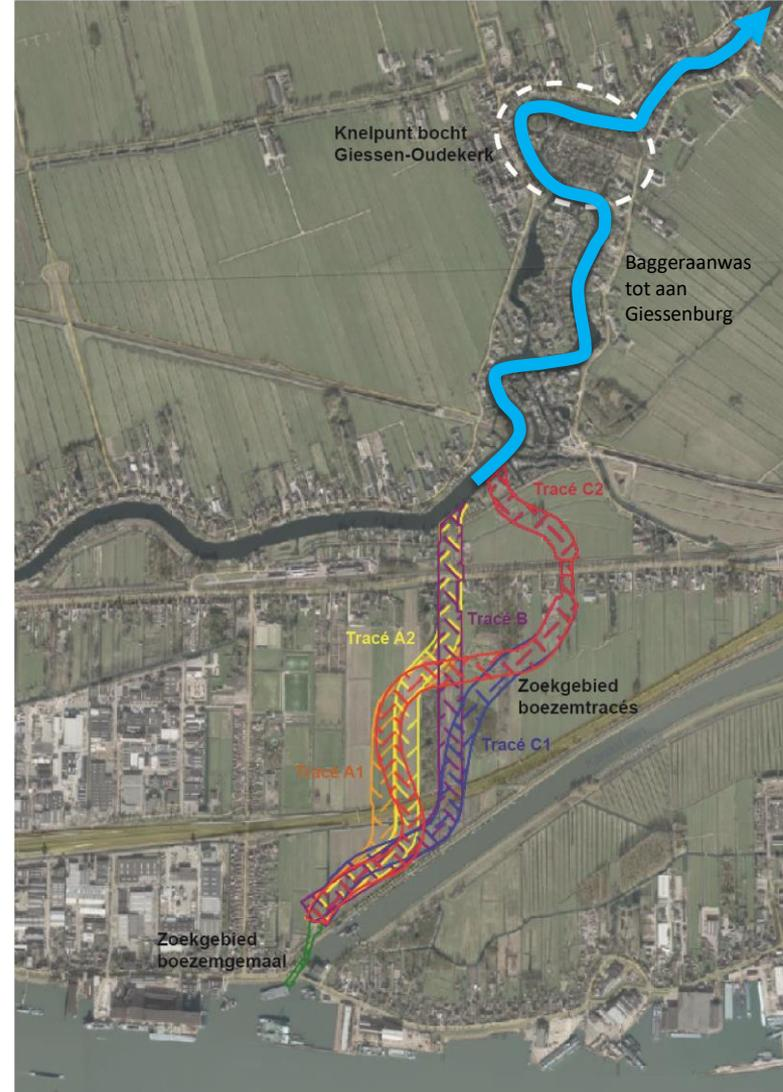 Knelpunt bocht
Giessen-Oudekerk
Baggeraanwas
tot aan
Giessenburg
Tracé C2
Tracé B
Tracé A2
Zoekgebied
boezemtracés
Tracé C1
Tracé A1
Zoekgebied
boezemgemaal